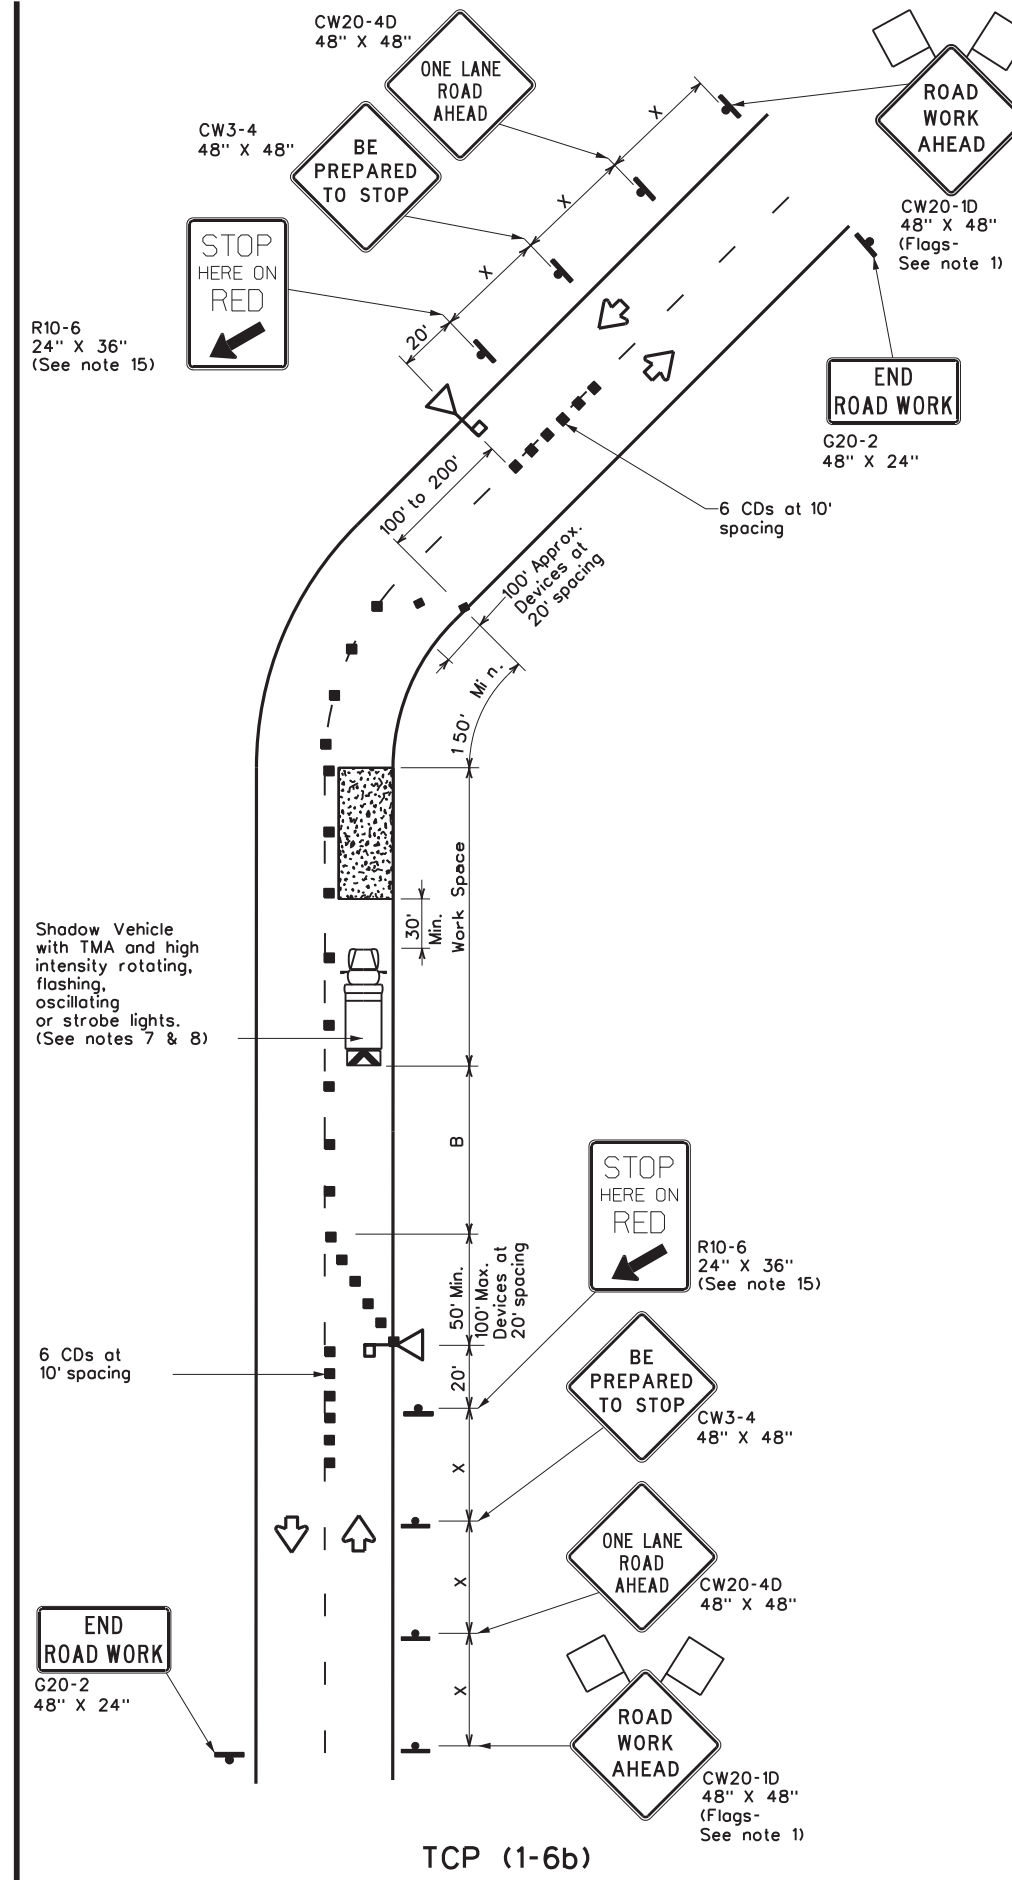 CW20-4D
48" X 48"
ONE LANE
ROAD
AHEAD
X
ROAD
WORK
AHEAD
CW3-4
48" X 48"
BE
PREPARED
TO STOP
X
CW20-1D
48" X 48"
(Flags-
See note 1)
STOP
HERE ON
RED
X
R10-6
24" X 36"
(See note 15)
20'
END
ROAD WORK
G20-2
48" X 24"
100' to 200'
6 CDs at 10'
spacing
100' Approx.
Devices at
20' spacing
150' Min.
Work Space
30'
Min.
Shadow Vehicle
with TMA and high
intensity rotating,
flashing,
oscillating
or strobe lights.
(See notes 7 & 8)
B
STOP
HERE ON
RED
R10-6
24" X 36"
(See note 15)
50' Min.
100' Max.
Devices at
20' spacing
6 CDs at
10' spacing
20'
BE
PREPARED
TO STOP
CW3-4
48" X 48"
X
ONE LANE
ROAD
AHEAD
X
CW20-4D
48" X 48"
END
ROAD WORK
G20-2
48" X 24"
X
ROAD
WORK
AHEAD
CW20-1D
48" X 48"
(Flags-
See note 1)
TCP (1-6b)